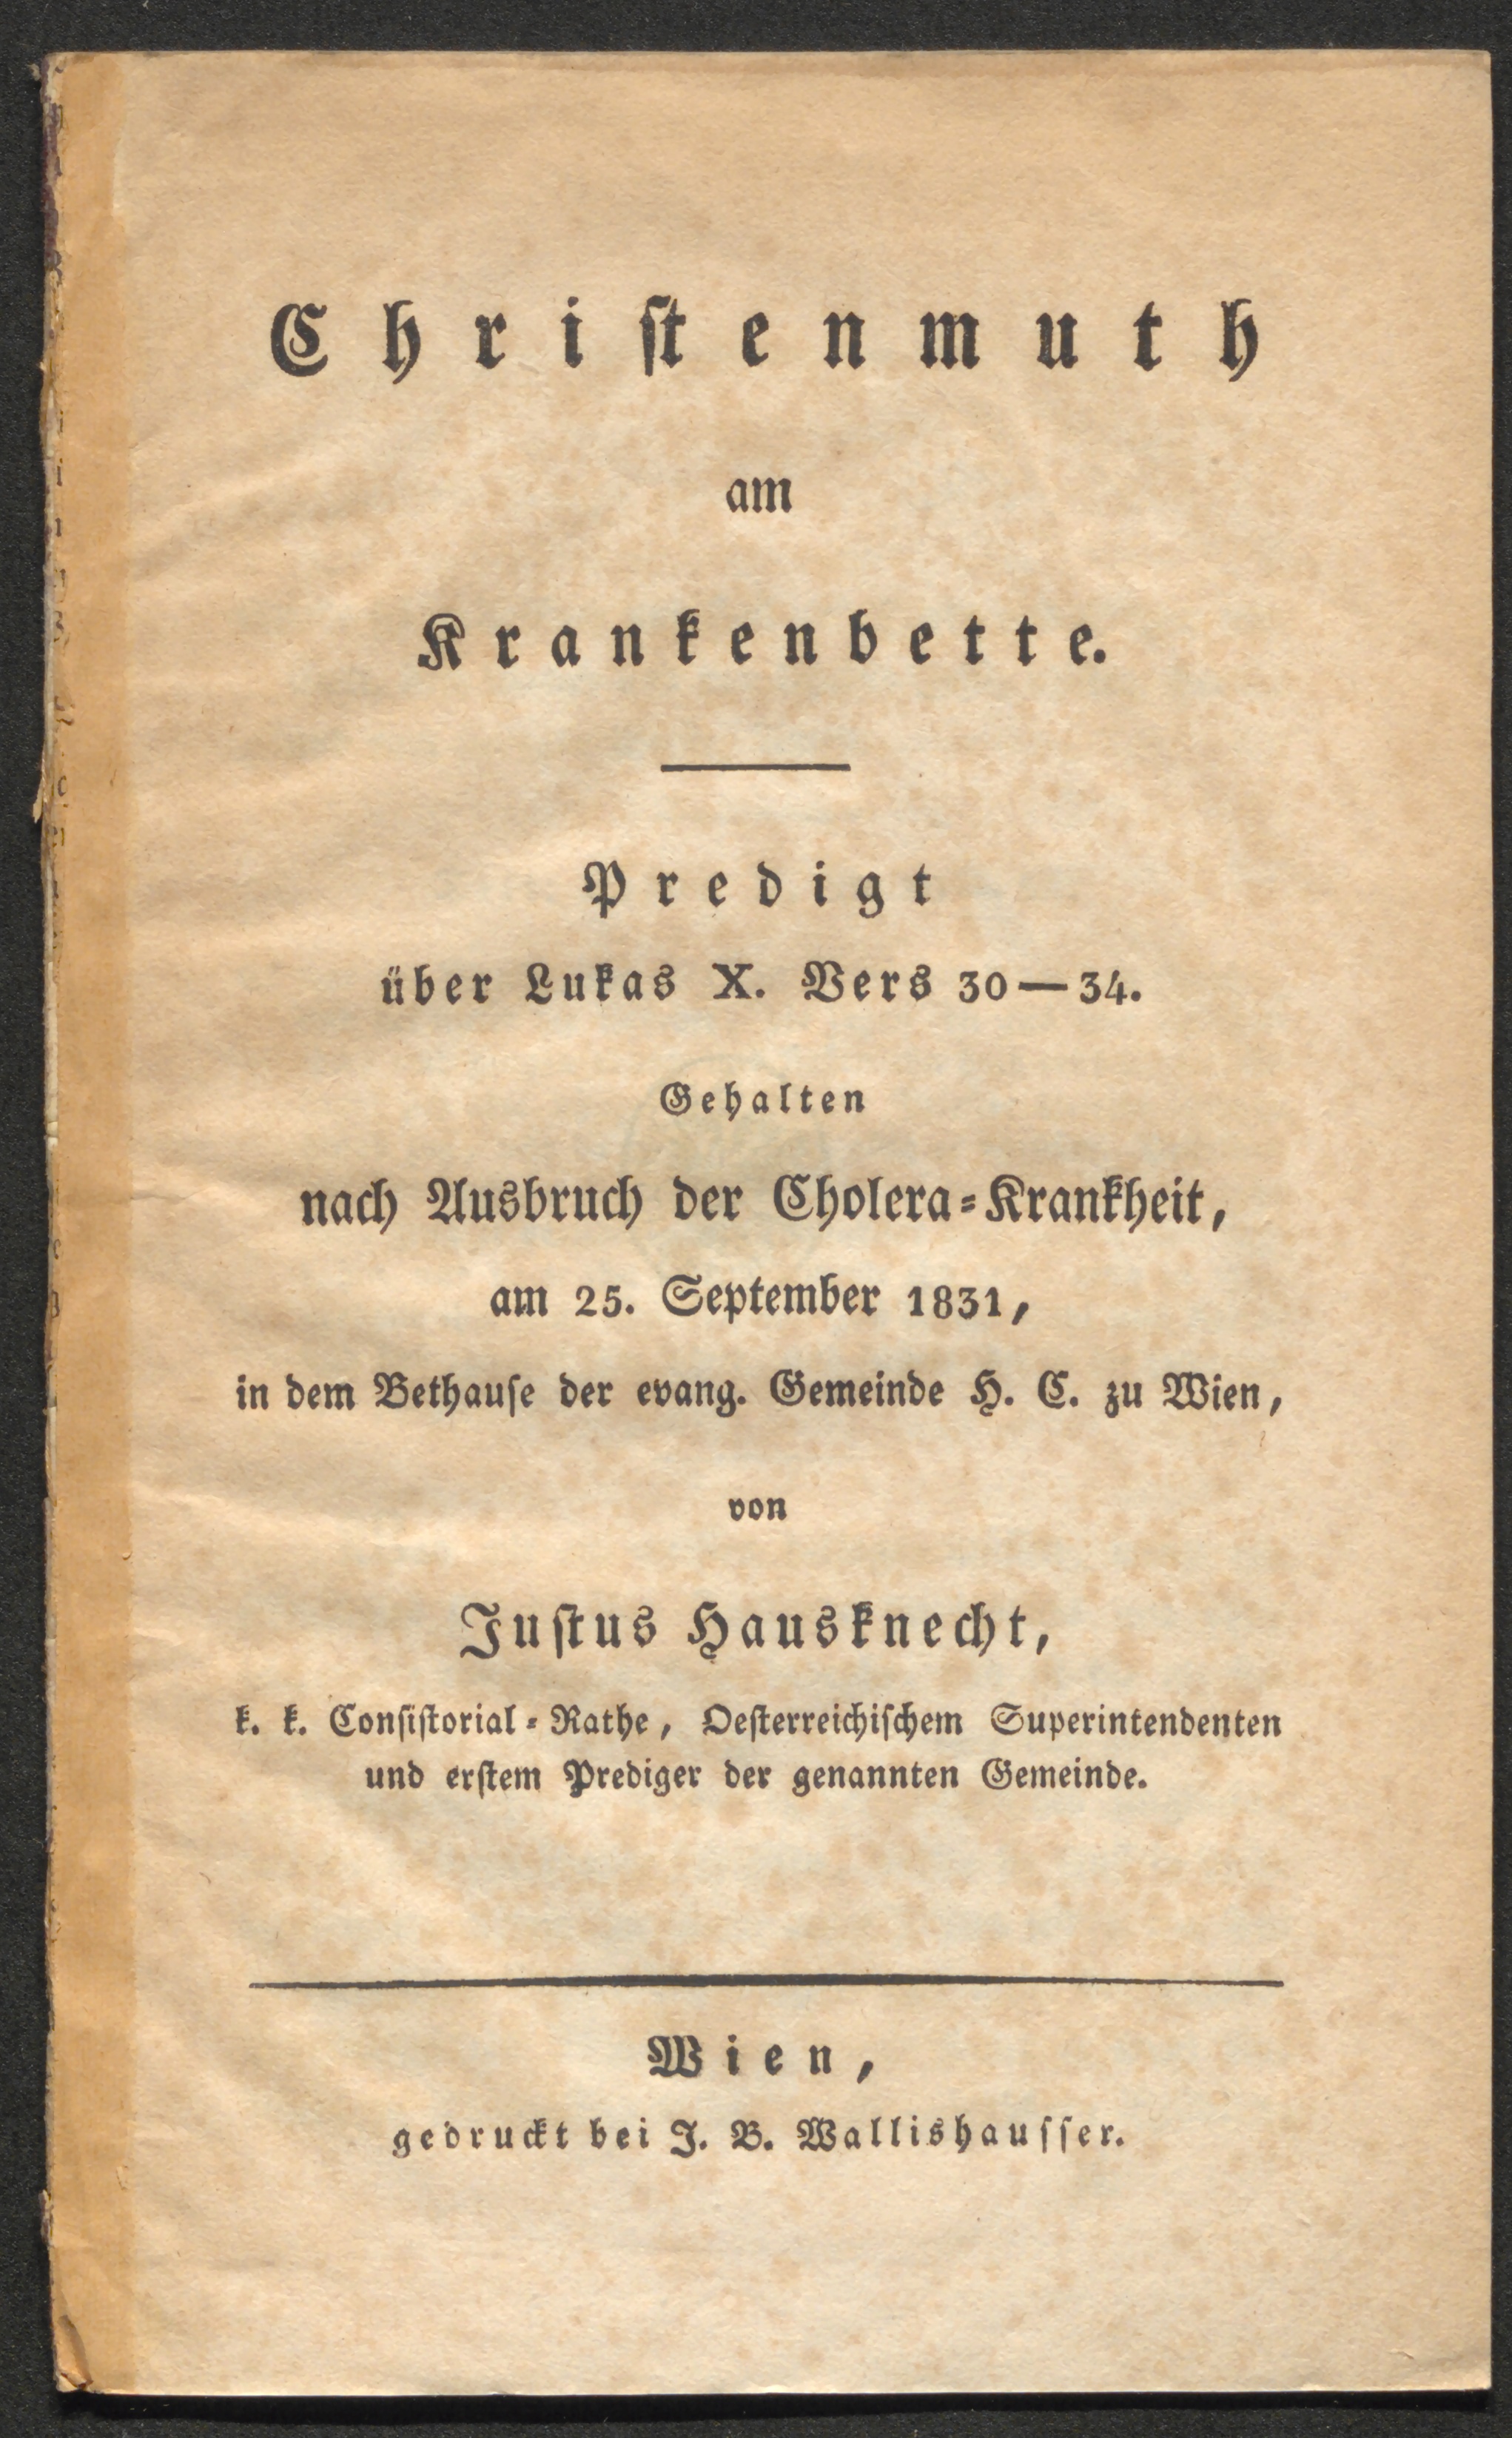 Christenmuth
am
Krankenbette.
Predigt
über Lukas X. Vers 30—34.
Gehalten
nach Ausbruch der Cholera-Krankheit,
am 25. September 1831,
in dem Bethause der evang. Gemeinde H. C. zu Wien,
von
Justus Hausknecht,
k. k. Consistorial-Rathe, Oesterreichischem Superintendenten
und erstem Prediger der genannten Gemeinde.
Wien,
gedruckt bei J. B. Wallishausser.